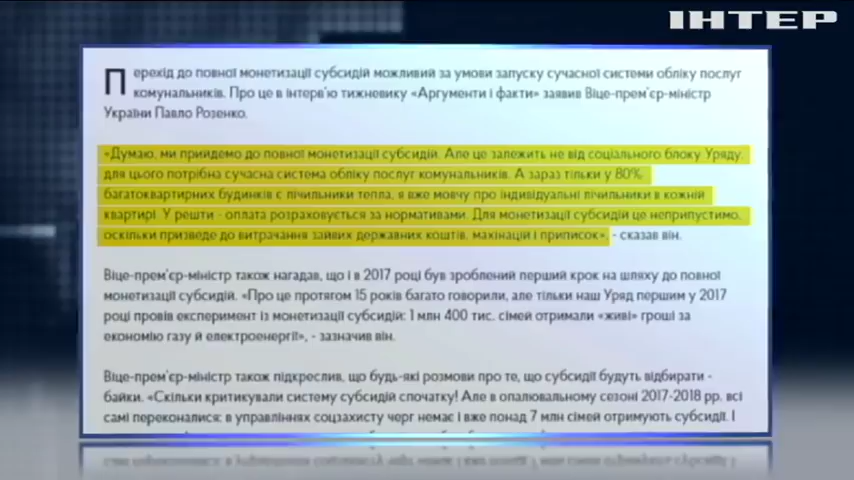 ІНТЕР
Перехід до повної монетизації субсидій можливий за умови запуску сучасної системи обліку послуг
комунальників. Про це в інтерв'ю тижневику «Аргументи і факти» заявив Віце-прем'єр-міністр
України Павло Розенко.
«Думаю, ми прийдемо до повної монетизації субсидій. Але це залежить не від соціального блоку Уряду,
для цього потрібна сучасна система обліку послуг комунальників. А зараз тільки у 80%
багатоквартирних будинків є лічильники тепла, я вже мовчу про індивідуальні лічильники в кожній
квартирі. У решти - оплата розраховується за нормативами. Для монетизації субсидій це неприпустимо,
оскільки призведе до витрачання зайвих державних коштів, махінацій і приписок», - сказав він.
Віце-прем'єр-міністр також нагадав, що і в 2017 році був зроблений перший крок на шляху до повної
монетизації субсидій. «Про це протягом 15 років багато говорили, але тільки наш Уряд першим у 2017
році провів експеримент із монетизації субсидій: 1 млн 400 тис. сімей отримали «живі» гроші за
економію газу й електроенергії», - зазначив він.
Віце-прем'єр-міністр також підкреслив, що будь-які розмови про те, що субсидії будуть відбирати -
байки. «Скільки критикували систему субсидій спочатку! Але в опалювальному сезоні 2017-2018 рр. всі
самі переконалися: в управліннях соцзахисту черг немає і вже понад 7 млн сімей отримують субсидії. І